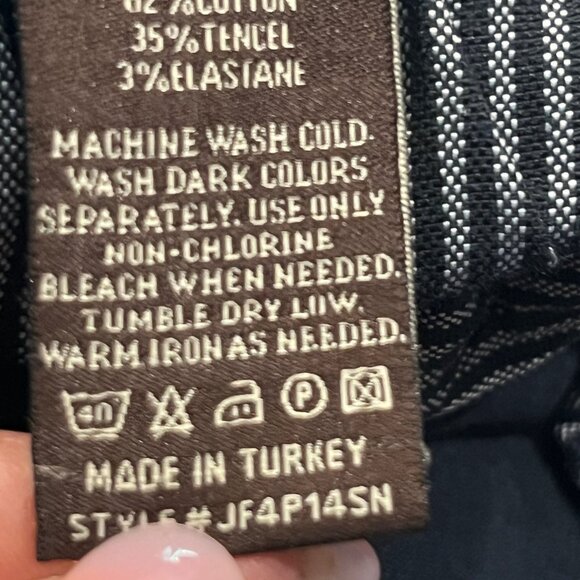 62%COTTON
35%TENCEL
3%ELASTANE
MACHINE WASH COLD.
WASH DARK COLORS
SEPARATELY. USE ONLY
NON-CHLORINE
BLEACH WHEN NEEDED.
TUMBLE DRY LOW.
WARM IRON AS NEEDED.
40 P
MADE IN TURKEY
STYLE # JF4P14SN